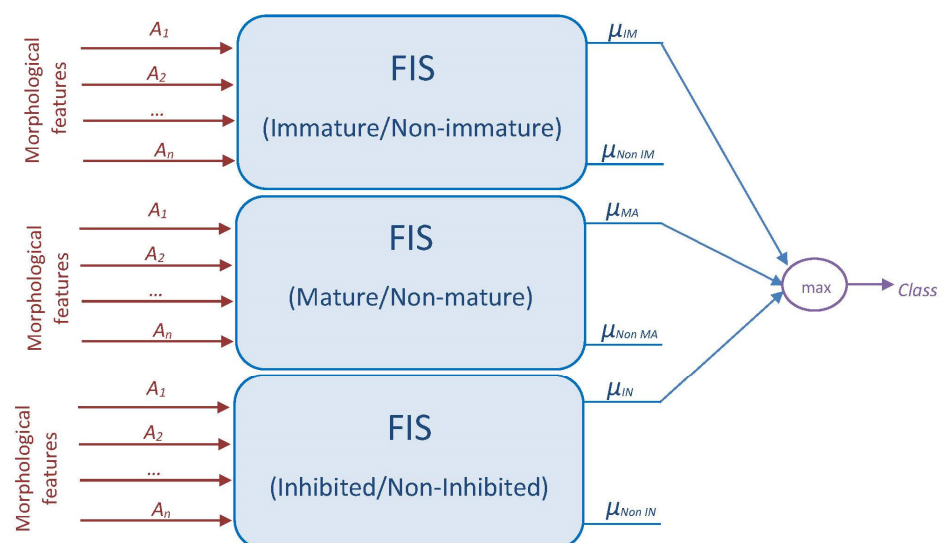 Morphological
features
A1
A2
...
An
FIS
(Immature/Non-immature)
μIM
μNon IM
Morphological
features
A1
A2
...
An
FIS
(Mature/Non-mature)
μMA
μNon MA
max
Class
Morphological
features
A1
A2
...
An
FIS
(Inhibited/Non-Inhibited)
μIN
μNon IN